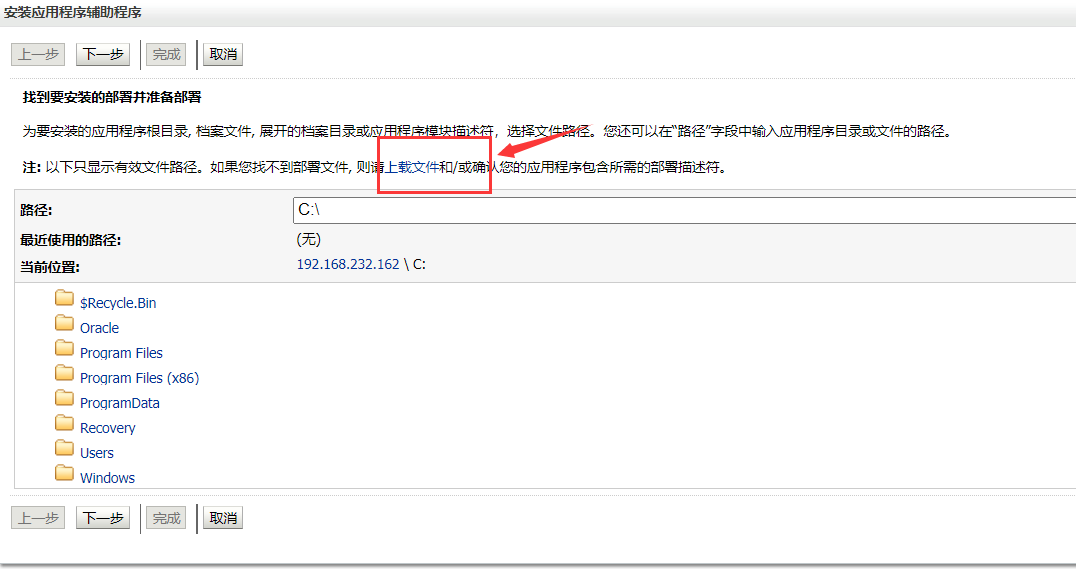 安装应用程序辅助程序
上一步 下一步 完成 取消
找到要安装的部署并准备部署
为要安装的应用程序根目录, 档案文件, 展开的档案目录或应用程序模块描述符, 选择文件路径。您还可以在“路径”字段中输入应用程序目录或文件的路径。
注: 以下只显示有效文件路径。如果您找不到部署文件, 则请上载文件和/或确认您的应用程序包含所需的部署描述符。
路径: C:\
最近使用的路径: (无)
当前位置: 192.168.232.162 \ C:
$Recycle.Bin
Oracle
Program Files
Program Files (x86)
ProgramData
Recovery
Users
Windows
上一步 下一步 完成 取消